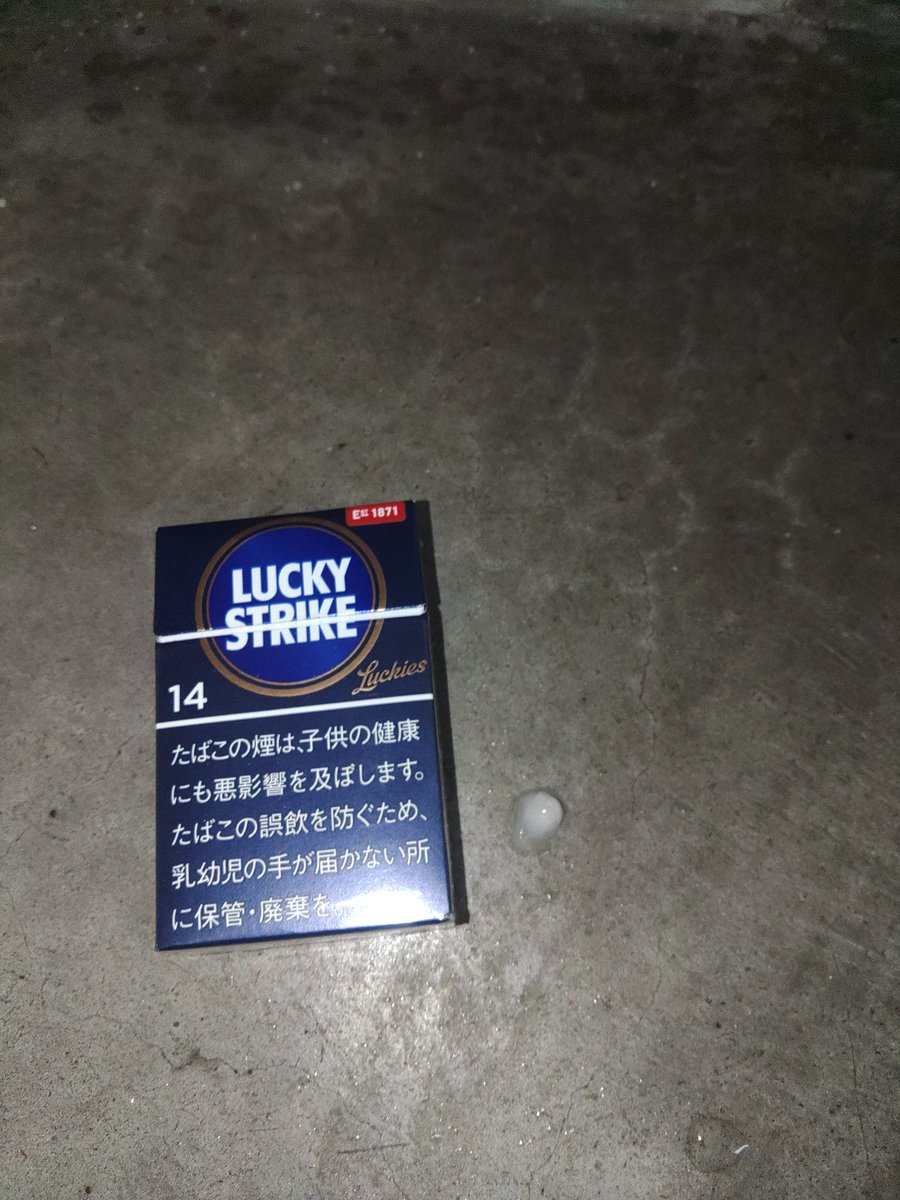 Est 1871
LUCKY
STRIKE
Luckies
14
たばこの煙は、子供の健康
にも悪影響を及ぼします。
たばこの誤飲を防ぐため、
乳幼児の手が届かない所
に保管・廃棄を。